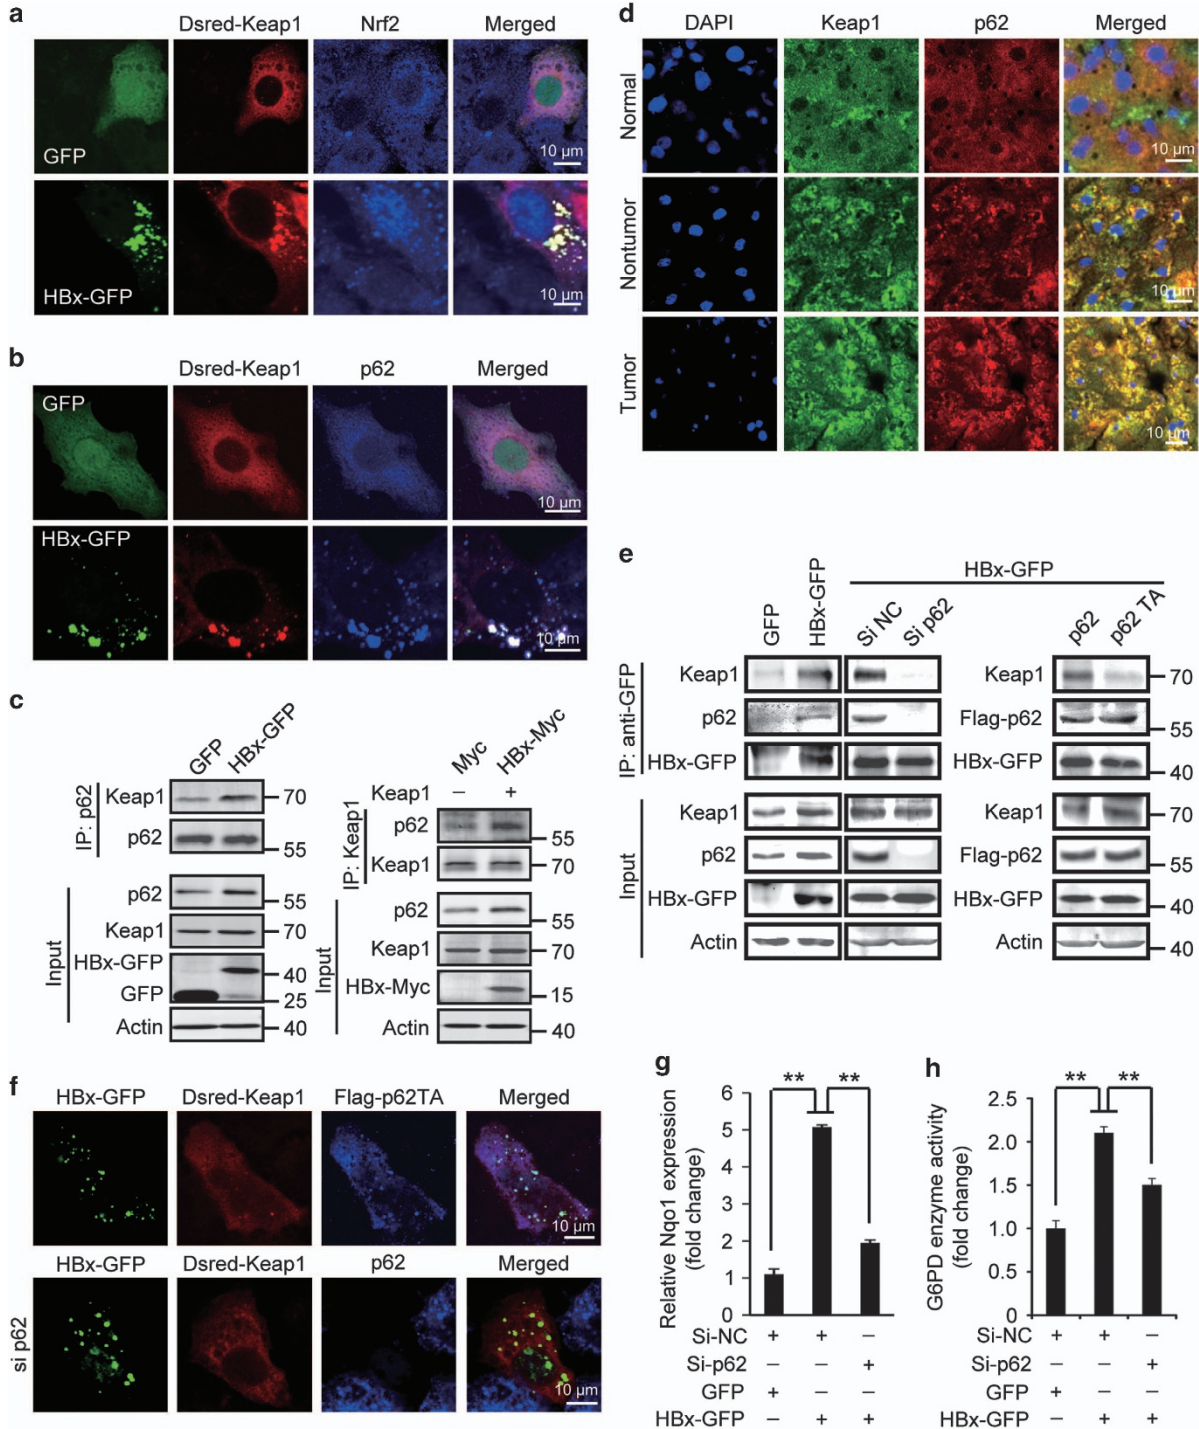 a
Dsred-Keap1 Nrf2 Merged
GFP
10 μm
HBx-GFP
10 μm
b
Dsred-Keap1 p62 Merged
GFP
10 μm
HBx-GFP
10 μm
c
GFP HBx-GFP
IP: p62
Keap1 70
p62 55
Input
p62 55
Keap1 70
HBx-GFP 40
GFP 25
Actin 40
Myc HBx-Myc
Keap1 – +
IP: Keap1
p62 55
Keap1 70
Input
p62 55
Keap1 70
HBx-Myc 15
Actin 40
d
DAPI Keap1 p62 Merged
Normal
10 μm
Nontumor
10 μm
Tumor
10 μm
e
HBx-GFP
GFP HBx-GFP Si NC Si p62 p62 p62 TA
IP: anti-GFP
Keap1 Keap1 70
p62 Flag-p62 55
HBx-GFP HBx-GFP 40
Input
Keap1 Keap1 70
p62 Flag-p62 55
HBx-GFP HBx-GFP 40
Actin Actin 40
f
HBx-GFP Dsred-Keap1 Flag-p62TA Merged
10 μm
HBx-GFP Dsred-Keap1 p62 Merged
si p62
10 μm
g
** **
Relative Nqo1 expression
(fold change)
6
5
4
3
2
1
0
Si-NC + + –
Si-p62 – – +
GFP + – –
HBx-GFP – + +
h
** **
G6PD enzyme activity
(fold change)
2.5
2.0
1.5
1.0
0.5
0
Si-NC + + –
Si-p62 – – +
GFP + – –
HBx-GFP – + +